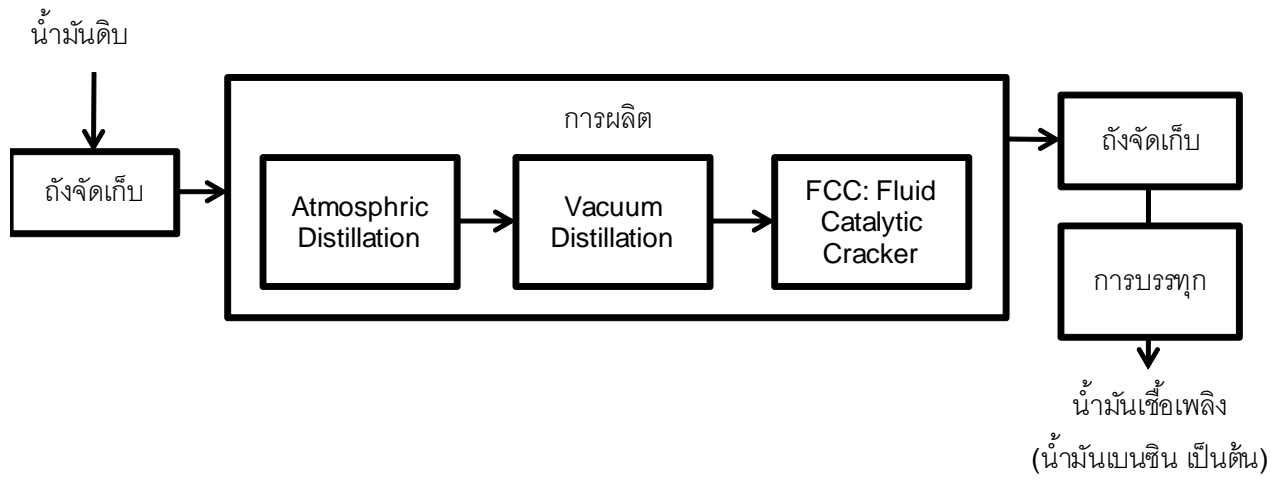 น้ำมันดิบ
ถังจัดเก็บ
การผลิต
Atmosphric
Distillation
Vacuum
Distillation
FCC: Fluid
Catalytic
Cracker
ถังจัดเก็บ
การบรรทุก
น้ำมันเชื้อเพลิง
(น้ำมันเบนซิน เป็นต้น)